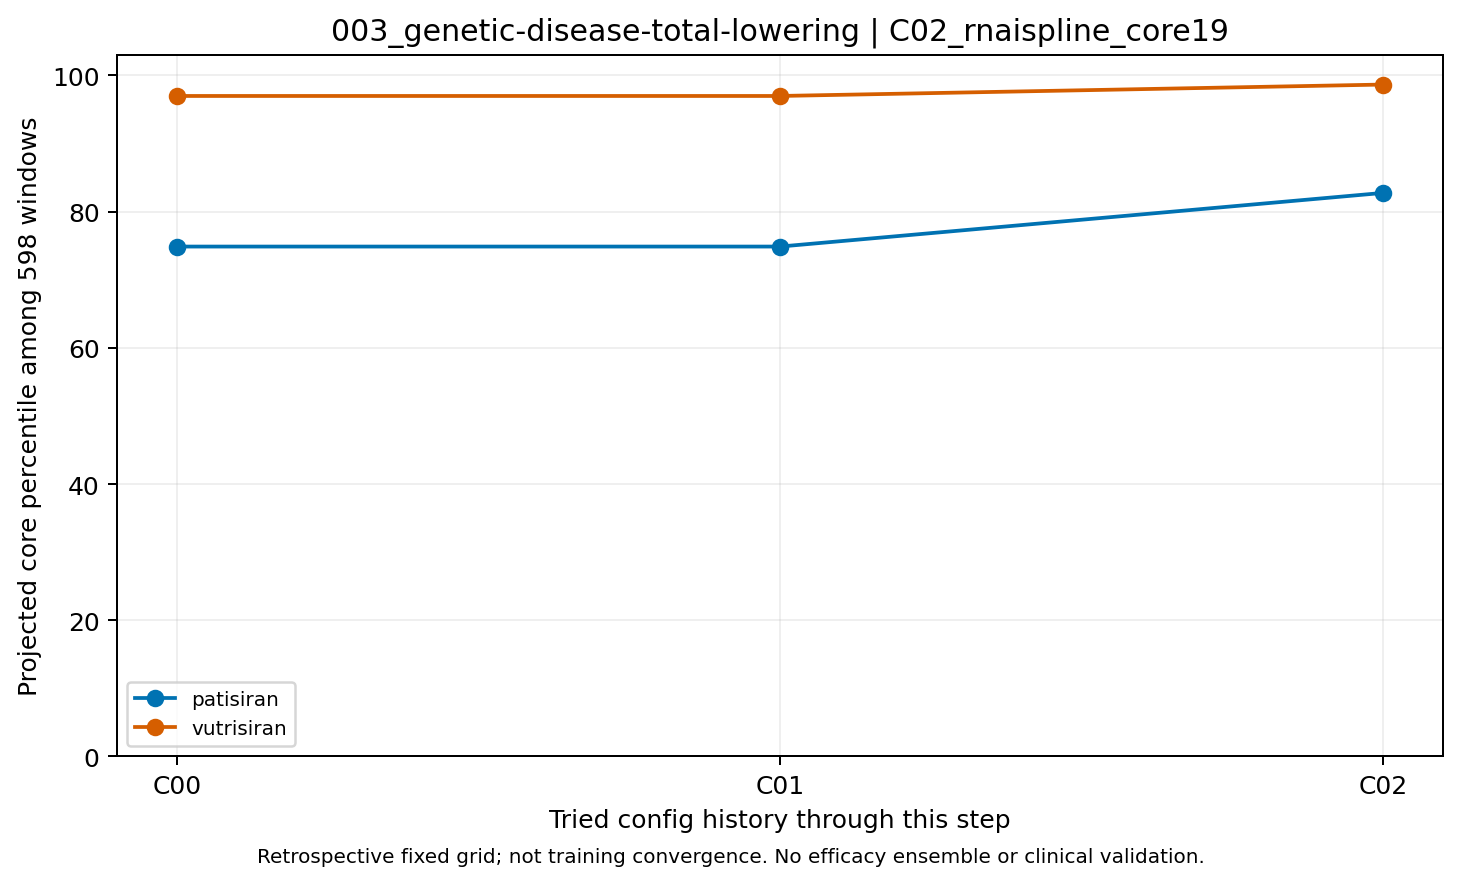 003_genetic-disease-total-lowering | C02_rnaispline_core19
Projected core percentile among 598 windows
100
80
60
40
20
0
patisiran
vutrisiran
C00
C01
C02
Tried config history through this step
Retrospective fixed grid; not training convergence. No efficacy ensemble or clinical validation.